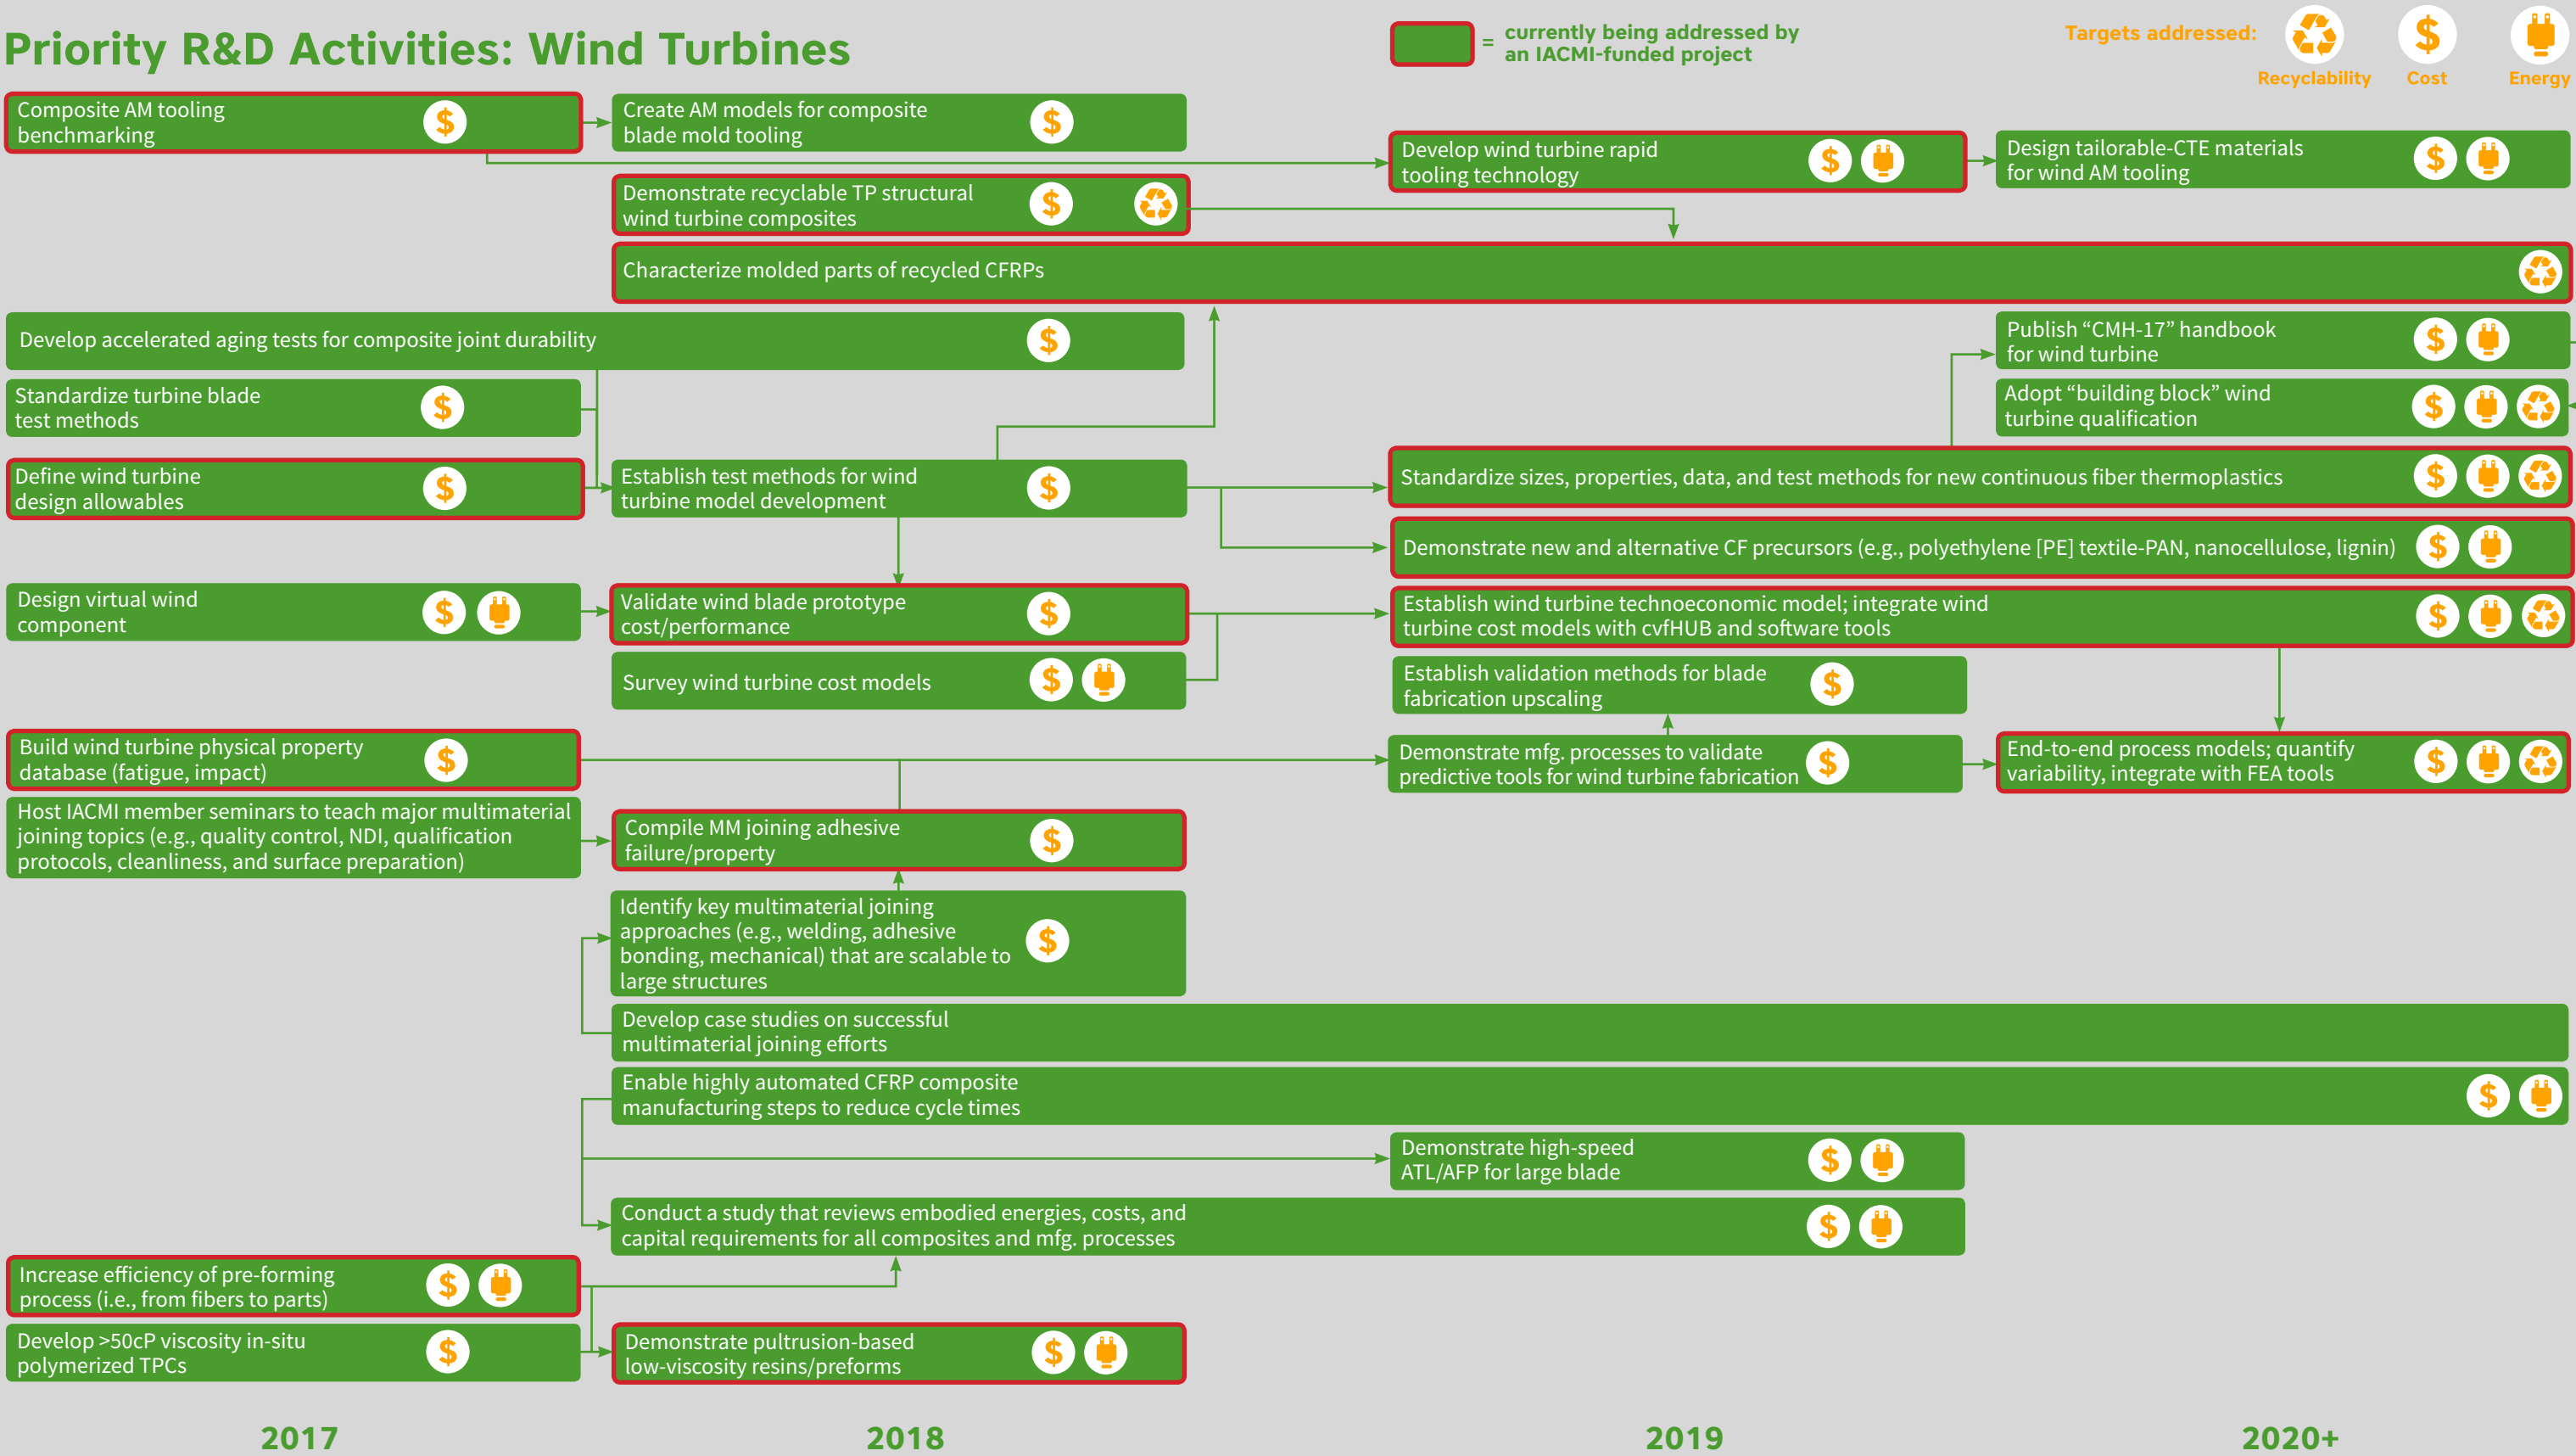 Priority R&D Activities: Wind Turbines
= currently being addressed by
an IACMI-funded project
Targets addressed:
Recyclability
Cost
Energy
Composite AM tooling
benchmarking
Create AM models for composite
blade mold tooling
Develop wind turbine rapid
tooling technology
Design tailorable-CTE materials
for wind AM tooling
Demonstrate recyclable TP structural
wind turbine composites
Characterize molded parts of recycled CFRPs
Develop accelerated aging tests for composite joint durability
Publish “CMH-17” handbook
for wind turbine
Standardize turbine blade
test methods
Adopt “building block” wind
turbine qualification
Define wind turbine
design allowables
Establish test methods for wind
turbine model development
Standardize sizes, properties, data, and test methods for new continuous fiber thermoplastics
Demonstrate new and alternative CF precursors (e.g., polyethylene [PE] textile-PAN, nanocellulose, lignin)
Design virtual wind
component
Validate wind blade prototype
cost/performance
Establish wind turbine technoeconomic model; integrate wind
turbine cost models with cvfHUB and software tools
Survey wind turbine cost models
Establish validation methods for blade
fabrication upscaling
Build wind turbine physical property
database (fatigue, impact)
Demonstrate mfg. processes to validate
predictive tools for wind turbine fabrication
End-to-end process models; quantify
variability, integrate with FEA tools
Host IACMI member seminars to teach major multimaterial
joining topics (e.g., quality control, NDI, qualification
protocols, cleanliness, and surface preparation)
Compile MM joining adhesive
failure/property
Identify key multimaterial joining
approaches (e.g., welding, adhesive
bonding, mechanical) that are scalable to
large structures
Develop case studies on successful
multimaterial joining efforts
Enable highly automated CFRP composite
manufacturing steps to reduce cycle times
Demonstrate high-speed
ATL/AFP for large blade
Conduct a study that reviews embodied energies, costs, and
capital requirements for all composites and mfg. processes
Increase efficiency of pre-forming
process (i.e., from fibers to parts)
Develop >50cP viscosity in-situ
polymerized TPCs
Demonstrate pultrusion-based
low-viscosity resins/preforms
2017
2018
2019
2020+